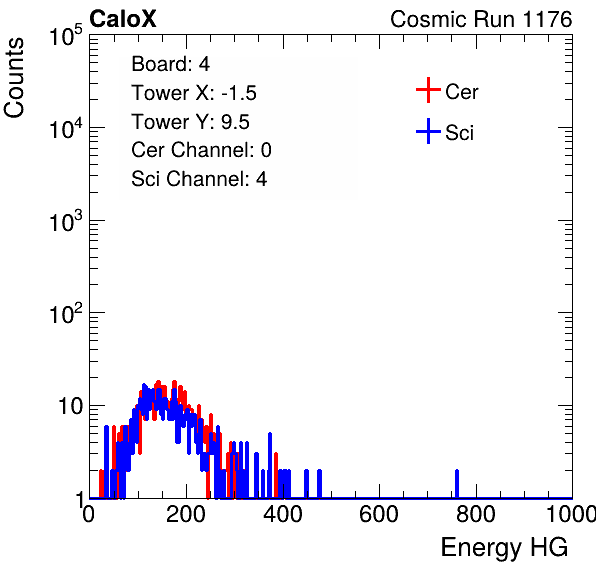 CaloX Cosmic Run 1176
Counts
10^5
10^4
10^3
10^2
10
1
Board: 4
Tower X: -1.5
Tower Y: 9.5
Cer Channel: 0
Sci Channel: 4
Cer
Sci
0 200 400 600 800 1000
Energy HG